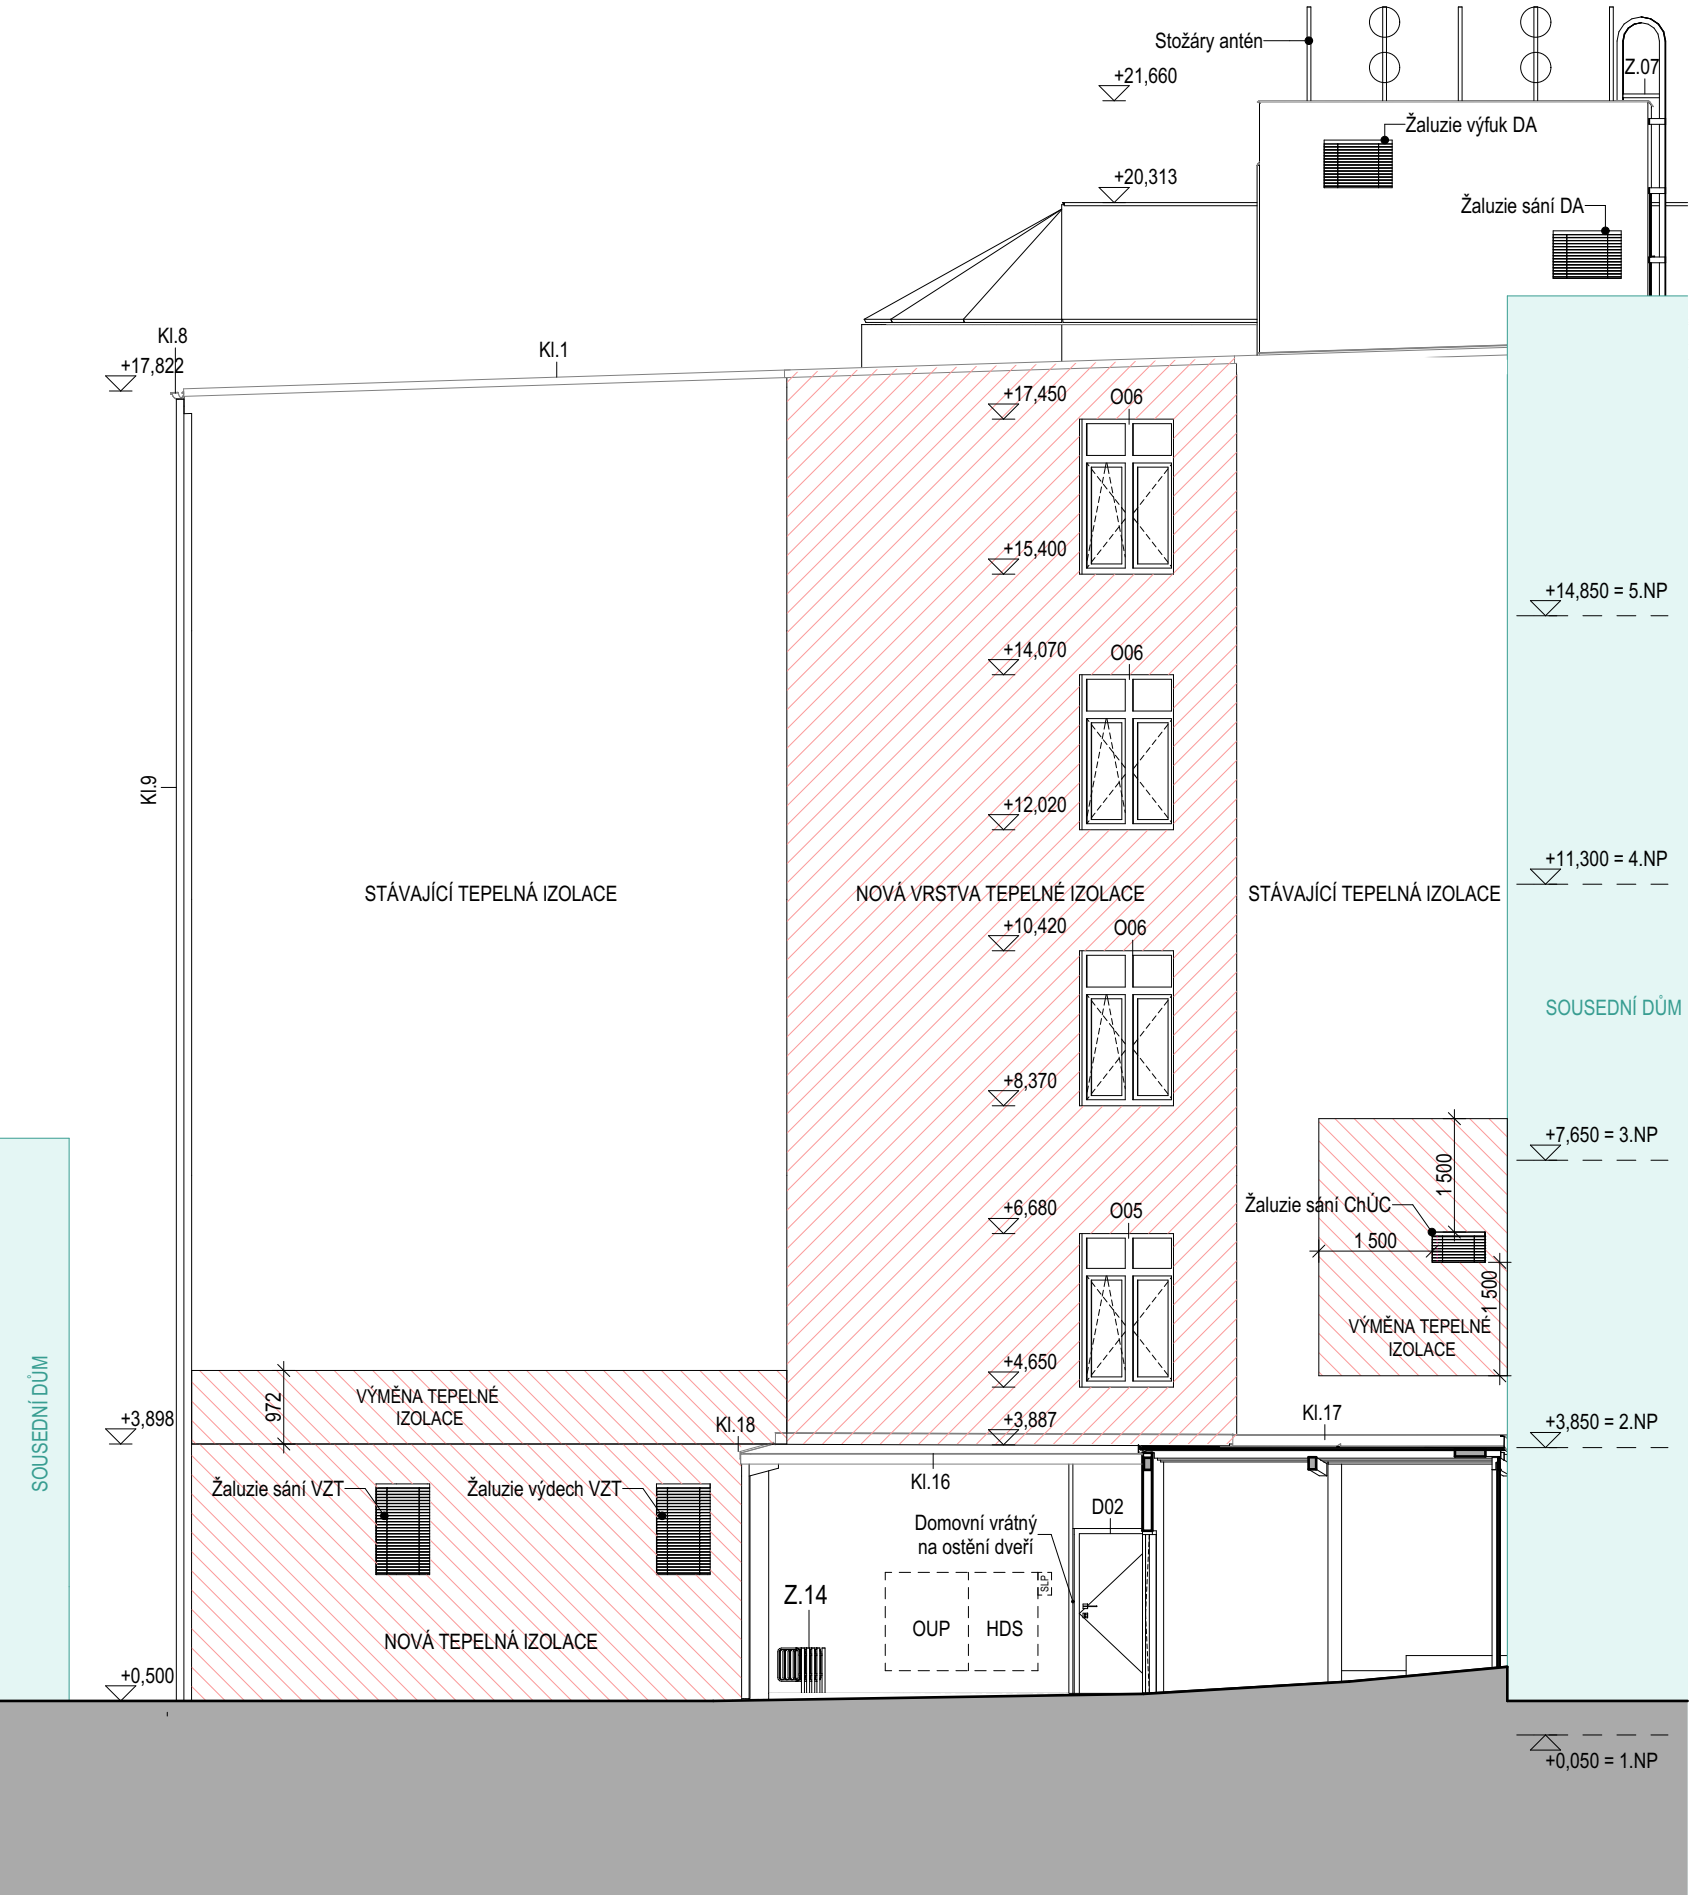 Stožáry antén
+21,660
Z.07
Žaluzie výfuk DA
+20,313
Žaluzie sání DA
Kl.8
Kl.1
+17,822
+17,450
O06
+15,400
+14,850 = 5.NP
+14,070
O06
Kl.9
+12,020
+11,300 = 4.NP
STÁVAJÍCÍ TEPELNÁ IZOLACE
NOVÁ VRSTVA TEPELNÉ IZOLACE
STÁVAJÍCÍ TEPELNÁ IZOLACE
+10,420
O06
SOUSEDNÍ DŮM
+8,370
+7,650 = 3.NP
1 500
+6,680
O05
Žaluzie sání ChÚC
1 500
1 500
VÝMĚNA TEPELNÉ
IZOLACE
+4,650
SOUSEDNÍ DŮM
972
VÝMĚNA TEPELNÉ
IZOLACE
+3,898
Kl.18
+3,887
Kl.17
+3,850 = 2.NP
Kl.16
Žaluzie sání VZT
Žaluzie výdech VZT
D02
Domovní vrátný
na ostění dveří
SLP
Z.14
OUP
HDS
NOVÁ TEPELNÁ IZOLACE
+0,500
+0,050 = 1.NP